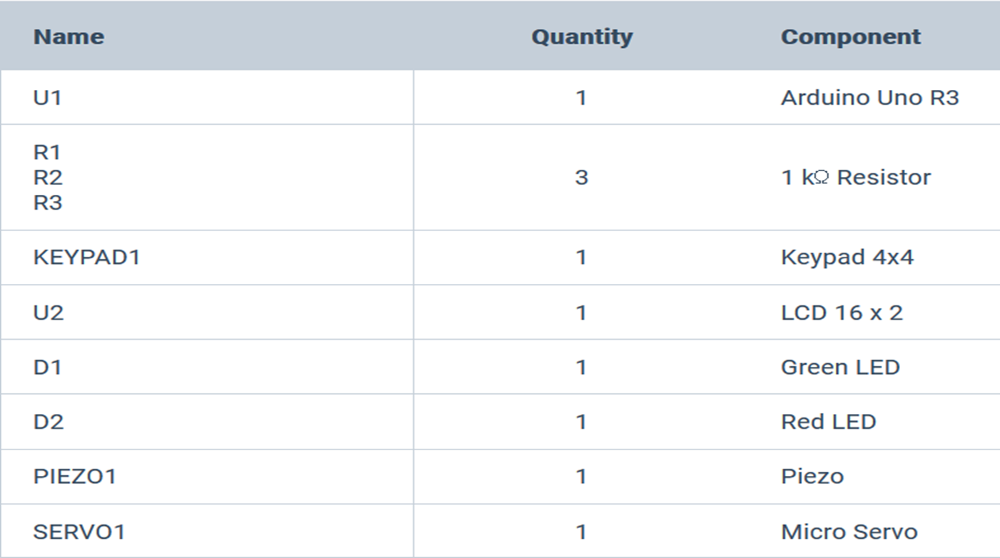 Name Quantity Component
U1 1 Arduino Uno R3
R1
R2 3 1 kΩ Resistor
R3
KEYPAD1 1 Keypad 4x4
U2 1 LCD 16 x 2
D1 1 Green LED
D2 1 Red LED
PIEZO1 1 Piezo
SERVO1 1 Micro Servo